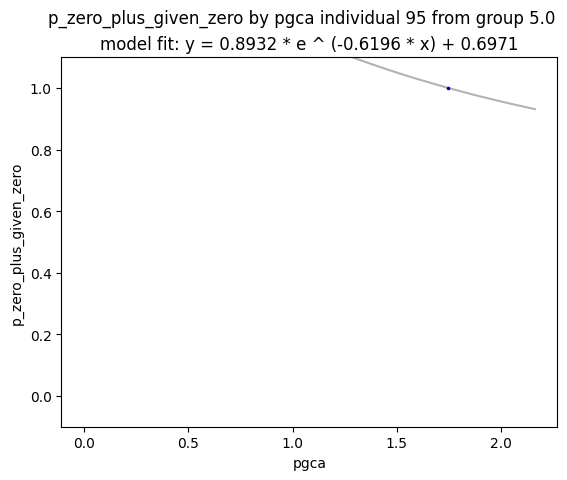 p_zero_plus_given_zero by pgca individual 95 from group 5.0
model fit: y = 0.8932 * e ^ (-0.6196 * x) + 0.6971
p_zero_plus_given_zero
1.0
0.8
0.6
0.4
0.2
0.0
0.0 0.5 1.0 1.5 2.0
pgca